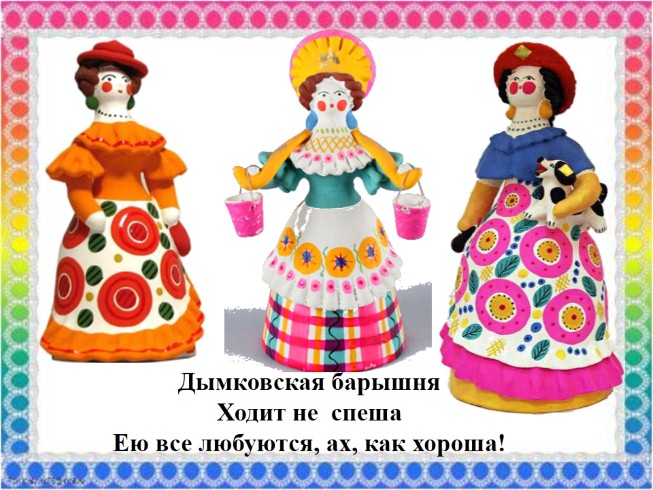 Дымковская барышня
Ходит не спеша
Ею все любуются, ах, как хороша!